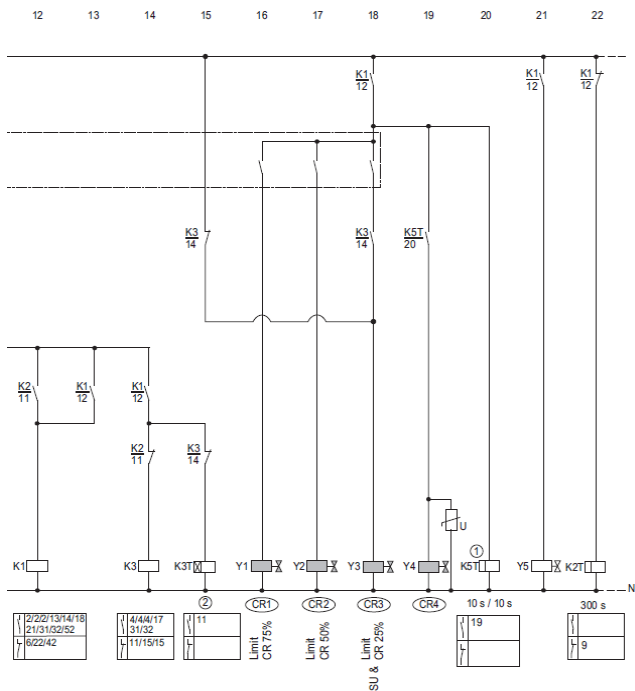 12 13 14 15 16 17 18 19 20 21 22
K1 K1 K1
12 12 12
K3 K3 K5T
14 14 20
K2 K1 K1
11 12 12
K2 K3
11 14
U
1
K1 K3 K3T Y1 Y2 Y3 Y4 K5T Y5 K2T
N
2 CR1 CR2 CR3 CR4 10 s / 10 s 300 s
2/2/2/13/14/18
21/31/32/52
6/22/42
4/4/4/17
31/32
11/15/15
11
Limit
CR 75%
Limit
CR 50%
Limit
SU & CR 25%
19
9